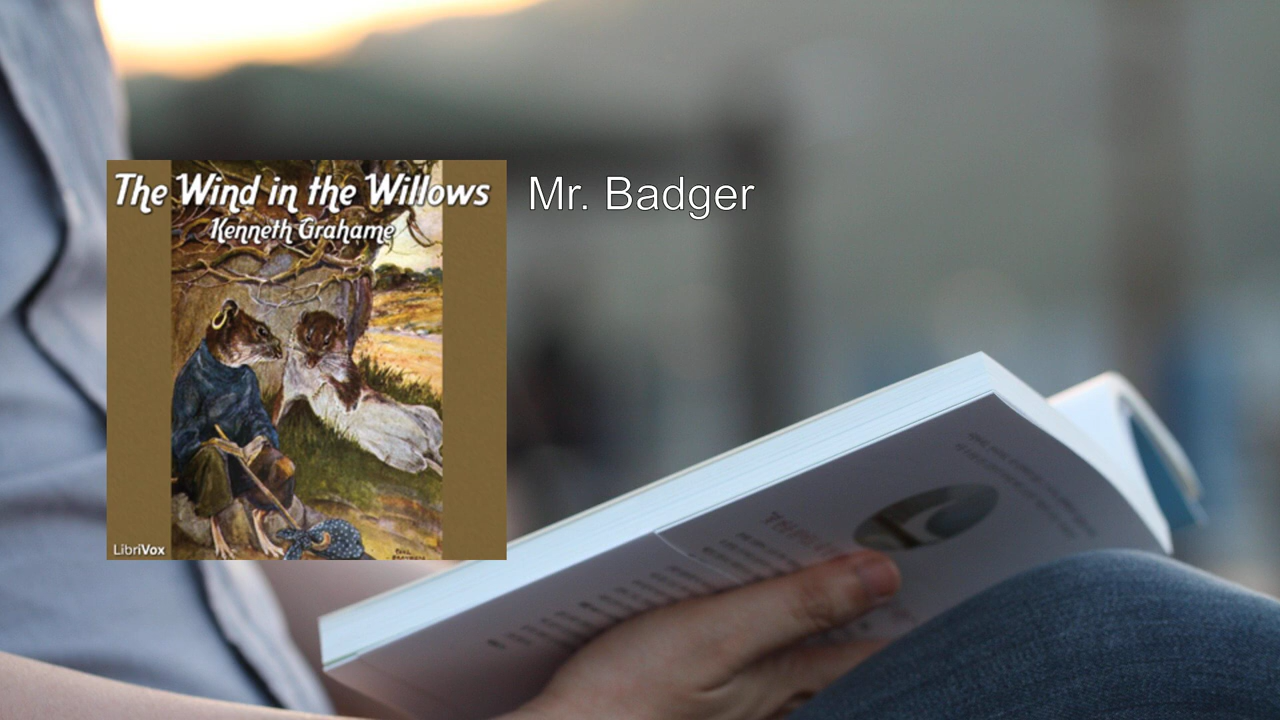 The Wind in the Willows
Kenneth Grahame
Mr. Badger
LibriVox